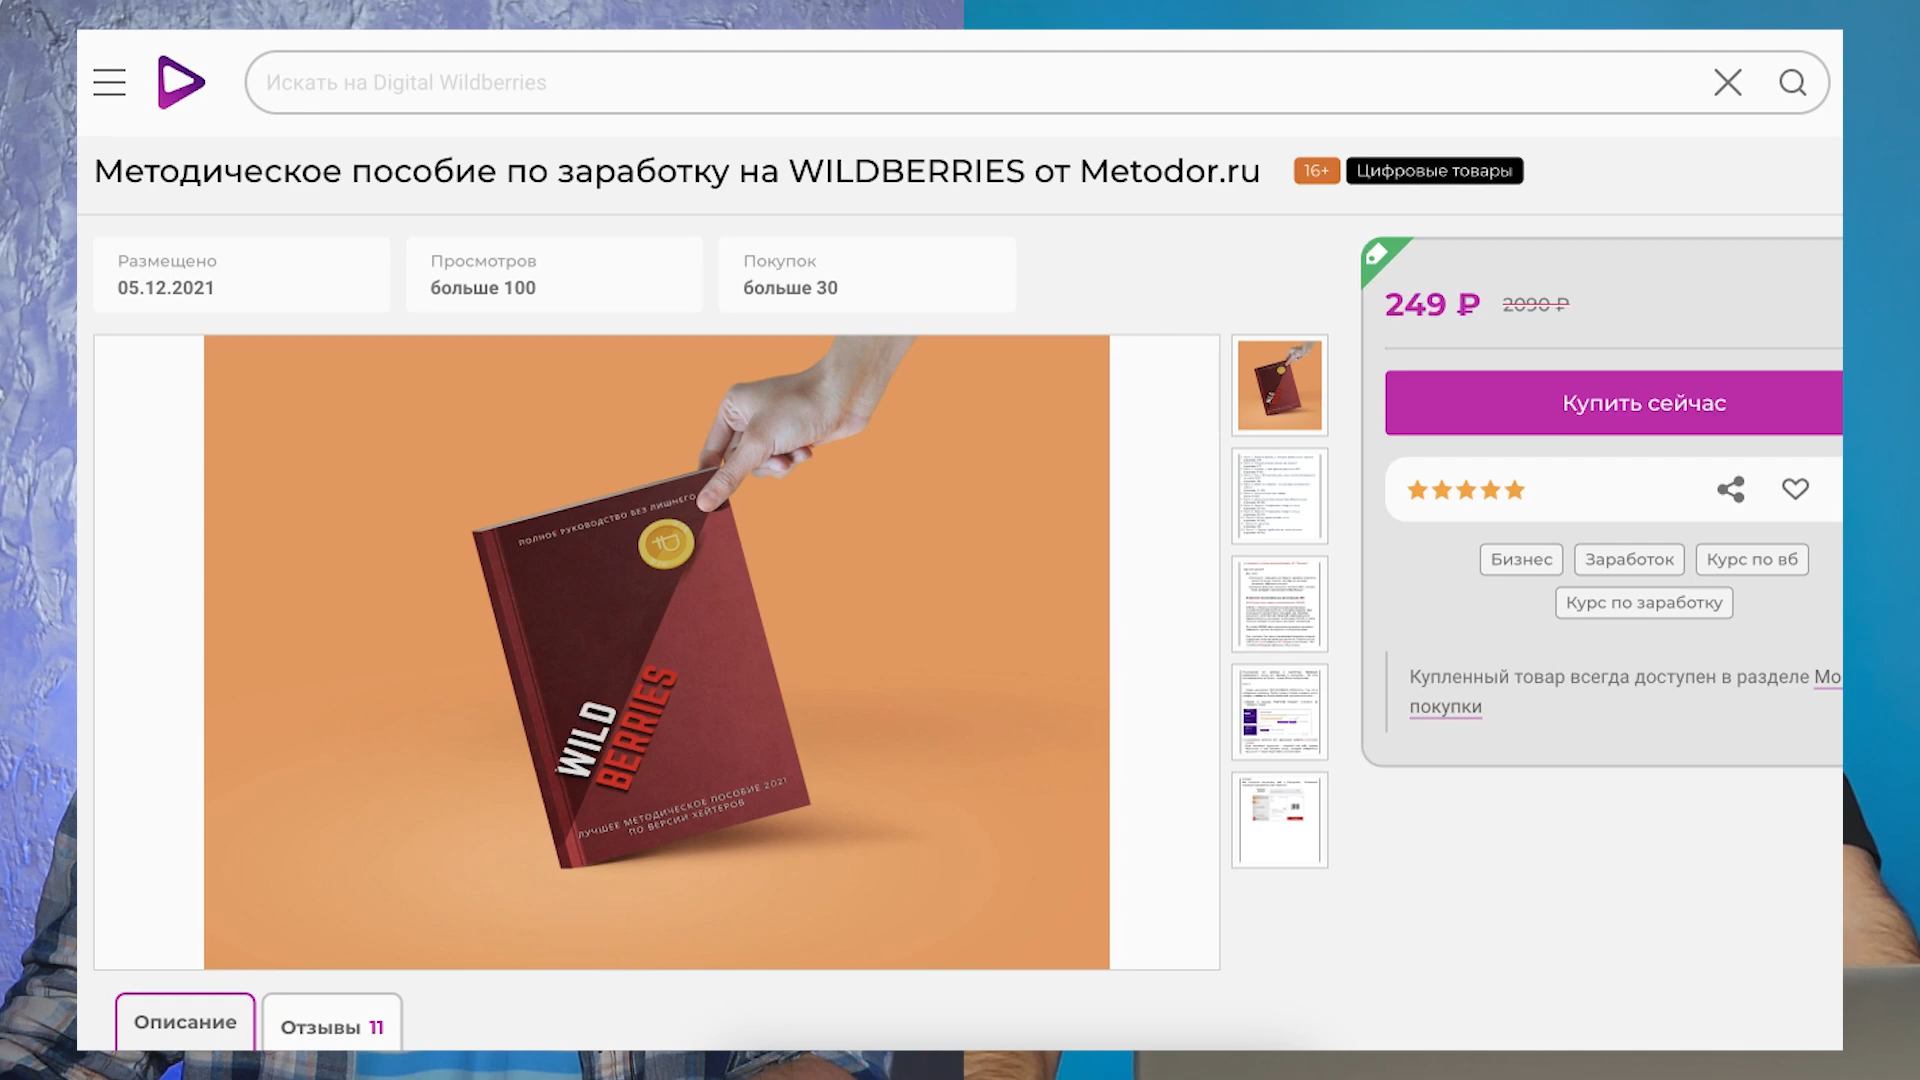 Искать на Digital Wildberries
Методическое пособие по заработку на WILDBERRIES от Metodor.ru
16+
Цифровые товары
Размещено
05.12.2021
Просмотров
больше 100
Покупок
больше 30
249 ₽ 2090 ₽
Купить сейчас
Бизнес
Заработок
Курс по вб
Курс по заработку
Купленный товар всегда доступен в разделе Мо
покупки
ПОЛНОЕ РУКОВОДСТВО БЕЗ ЛИШНЕГО
WILD
BERRIES
ЛУЧШЕЕ МЕТОДИЧЕСКОЕ ПОСОБИЕ 2021
ПО ВЕРСИИ ХЕЙТЕРОВ
Описание
Отзывы 11